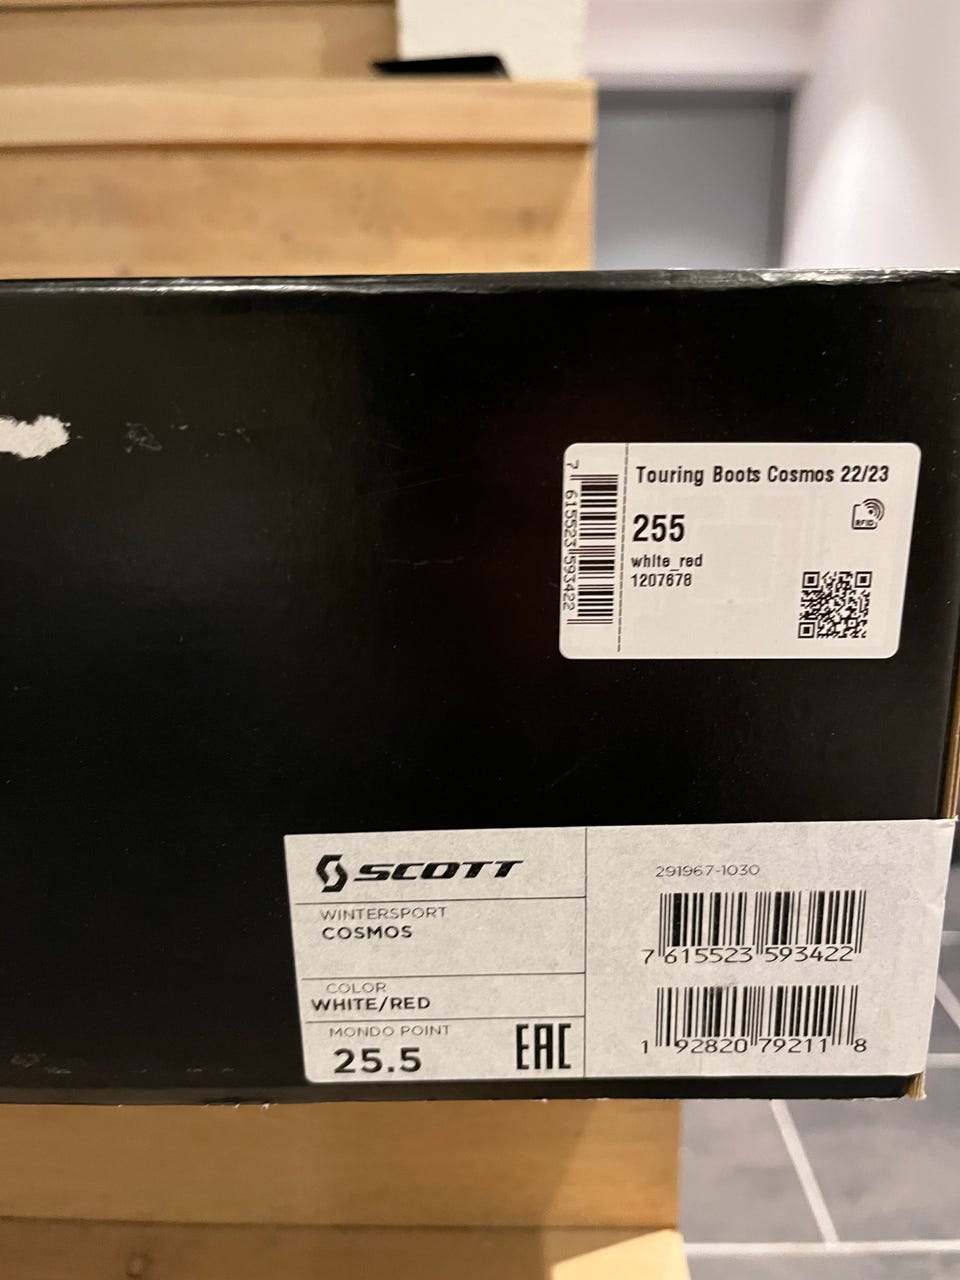 Touring Boots Cosmos 22/23
255
RFID
white_red
1207678
7 615523 593422
SCOTT
WINTERSPORT
COSMOS
COLOR
WHITE/RED
MONDO POINT
25.5
EAC
291967-1030
7 615523 593422
1 92820 79211 8